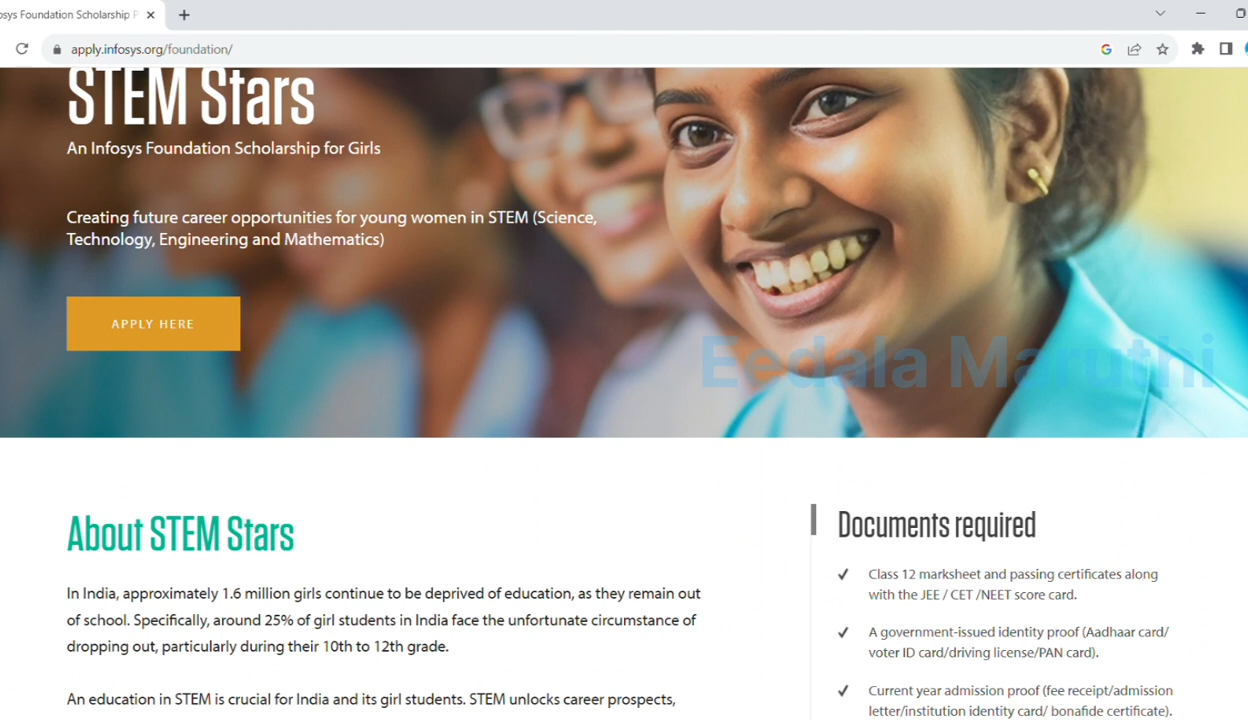 osys Foundation Scholarship P
apply.infosys.org/foundation/
STEM Stars
An Infosys Foundation Scholarship for Girls
Creating future career opportunities for young women in STEM (Science,
Technology, Engineering and Mathematics)
APPLY HERE
Eedala Maruthi
About STEM Stars
In India, approximately 1.6 million girls continue to be deprived of education, as they remain out
of school. Specifically, around 25% of girl students in India face the unfortunate circumstance of
dropping out, particularly during their 10th to 12th grade.
An education in STEM is crucial for India and its girl students. STEM unlocks career prospects,
Documents required
Class 12 marksheet and passing certificates along
with the JEE / CET /NEET score card.
A government-issued identity proof (Aadhaar card/
voter ID card/driving license/PAN card).
Current year admission proof (fee receipt/admission
letter/institution identity card/ bonafide certificate).